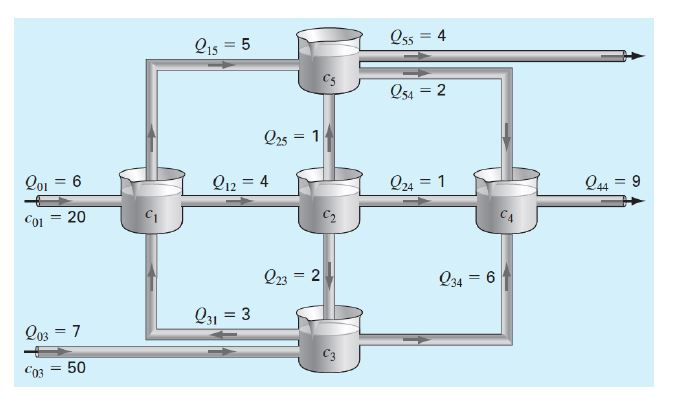 Q15 = 5
Q55 = 4
c5
Q54 = 2
Q25 = 1
Q01 = 6
Q12 = 4
Q24 = 1
Q44 = 9
c01 = 20
c1
c2
c4
Q23 = 2
Q34 = 6
Q31 = 3
Q03 = 7
c3
c03 = 50